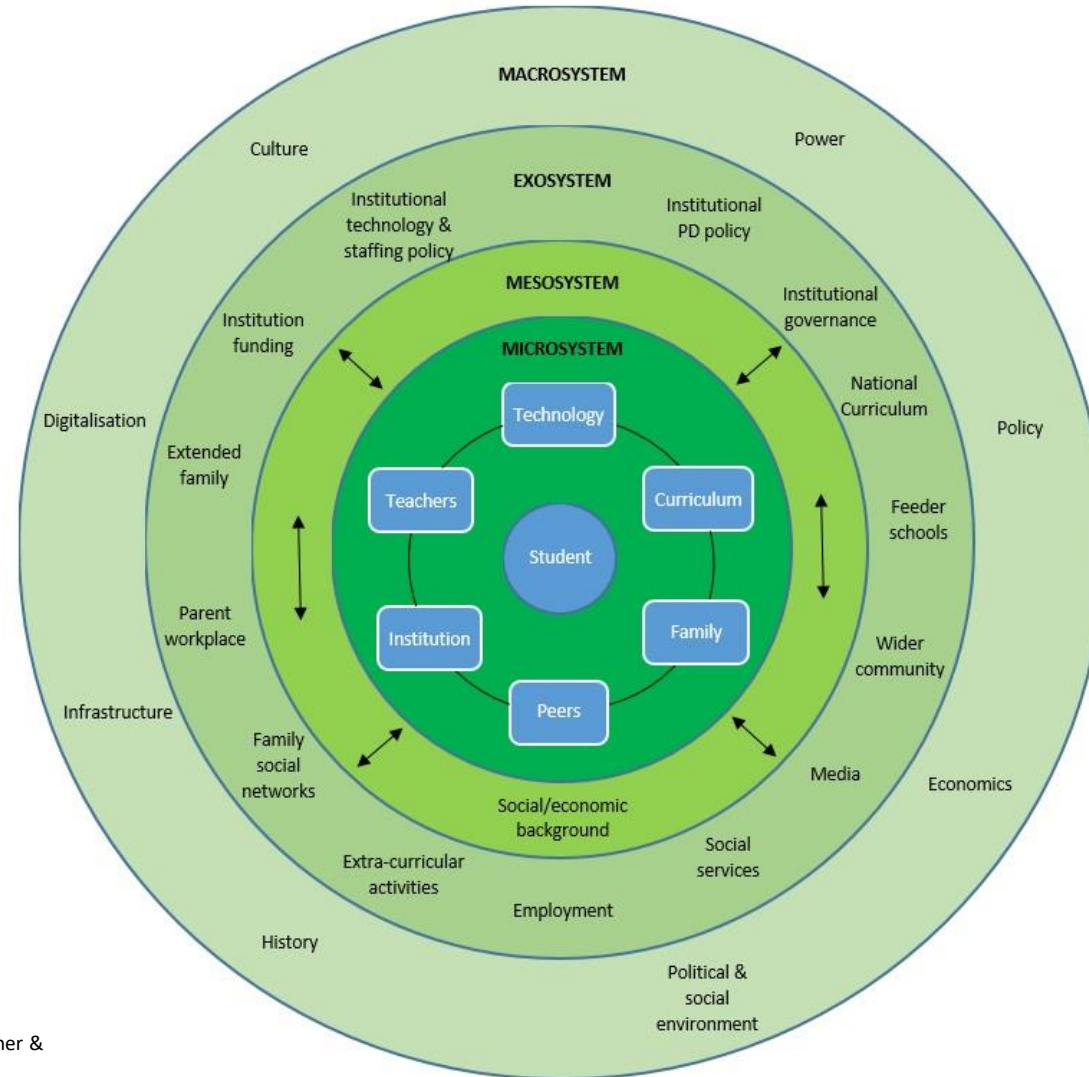 MACROSYSTEM
Culture
Power
EXOSYSTEM
Institutional
technology &
staffing policy
Institutional
PD policy
MESOSYSTEM
Institution
funding
Institutional
governance
MICROSYSTEM
National
Curriculum
Digitalisation
Technology
Policy
Extended
family
Teachers
Curriculum
Feeder
schools
Student
Parent
workplace
Institution
Family
Wider
community
Infrastructure
Peers
Family
social
networks
Media
Economics
Social/economic
background
Extra-curricular
activities
Social
services
Employment
History
Political &
social
environment
&